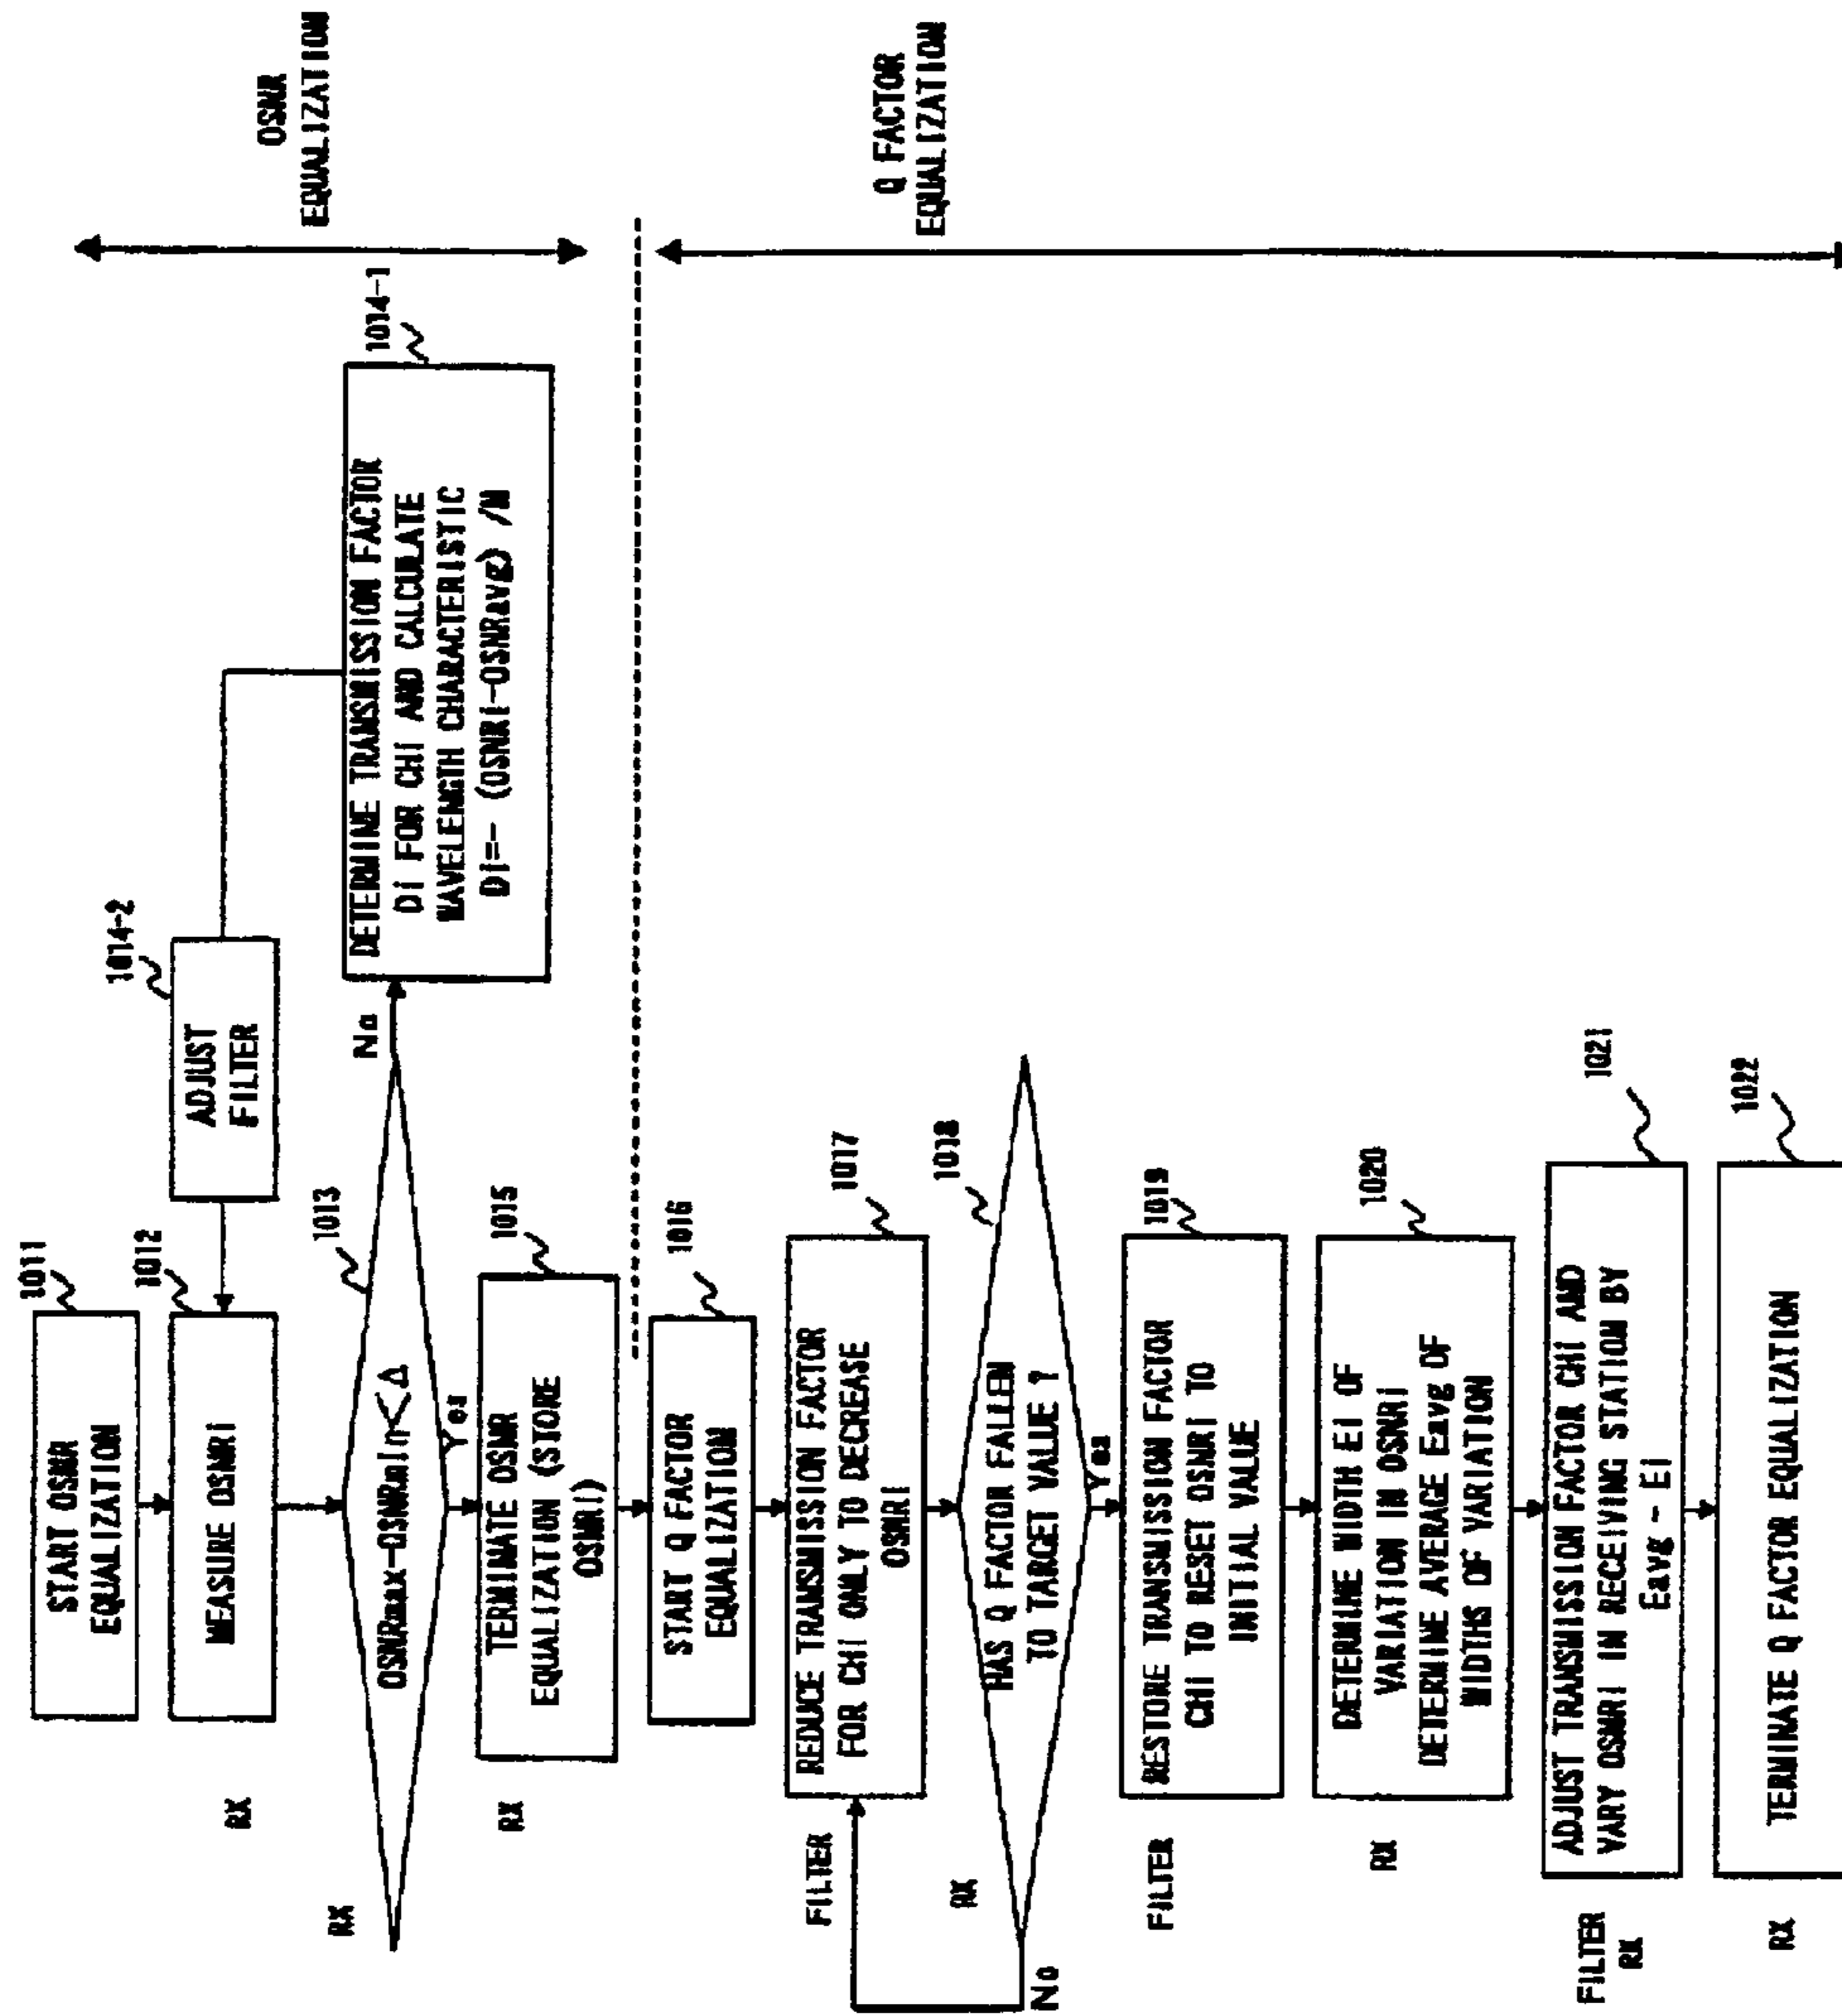 1011
START OSNR
EQUALIZATION
1014-2
ADJUST
FILTER
OSNR
EQUALIZATION
1012
MEASURE OSNRi
RX
1013
OSNRmax-OSNRmin<Δ
RX
No
Yes
1014-1
DETERMINE TRANSMISSION FACTOR
Di FOR CHi AND CALCULATE
WAVELENGTH CHARACTERISTIC
Di=- (OSNRi-OSNRavg) /M
1015
TERMINATE OSNR
EQUALIZATION (STORE
OSNRi)
RX
1016
START Q FACTOR
EQUALIZATION
Q FACTOR
EQUALIZATION
1017
REDUCE TRANSMISSION FACTOR
FOR CHi ONLY TO DECREASE
OSNRi
FILTER
1018
HAS Q FACTOR FALLEN
TO TARGET VALUE ?
RX
No
Yes
1019
RESTORE TRANSMISSION FACTOR
CHi TO RESET OSNRi TO
INITIAL VALUE
FILTER
1020
DETERMINE WIDTH Ei OF
VARIATION IN OSNRi
DETERMINE AVERAGE Eavg OF
WIDTHS OF VARIATION
RX
1021
ADJUST TRANSMISSION FACTOR CHi AND
VARY OSNRi IN RECEIVING STATION BY
Eavg - Ei
FILTER
RX
1022
TERMINATE Q FACTOR EQUALIZATION
RX